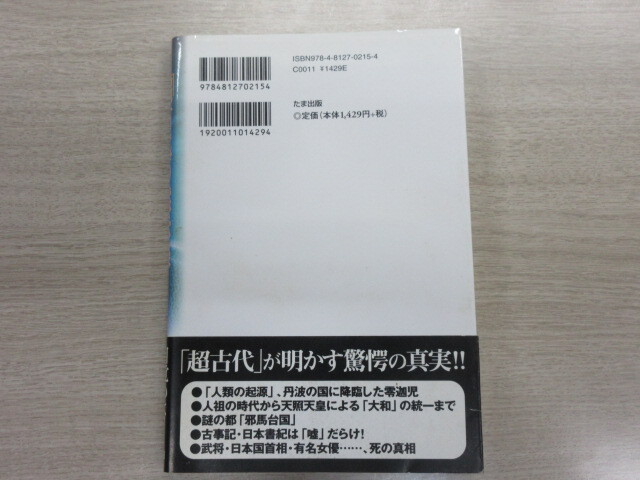 ISBN978-4-8127-0215-4
C0011 ¥1429E
9784812702154
たま出版
◎定価(本体1,429円+税)
1920011014294
「超古代」が明かす驚愕の真実!!
●「人類の起源」、丹波の国に降臨した零迦児
●人祖の時代から天照天皇による「大和」の統一まで
●謎の都「邪馬台国」
●古事記・日本書紀は「嘘」だらけ!
●武将・日本国首相・有名女優……、死の真相